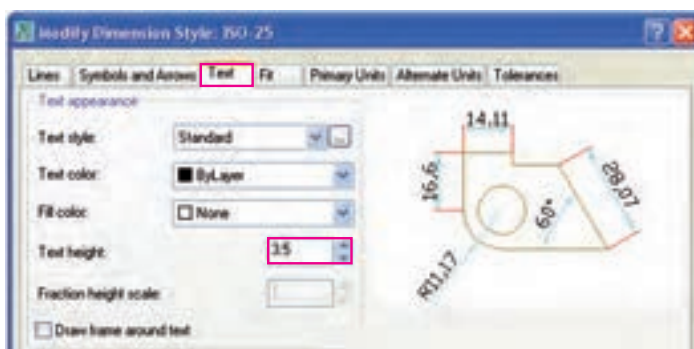 Modify Dimension Style: ISO-25
Lines Symbols and Arrows Text Fit Primary Units Alternate Units Tolerances
Text appearance
Text style: Standard ...
Text color: ByLayer
Fill color: None
Text height: 3.5
Fraction height scale: 1
Draw frame around text
14,11
16,6
28,07
60°
R11,17